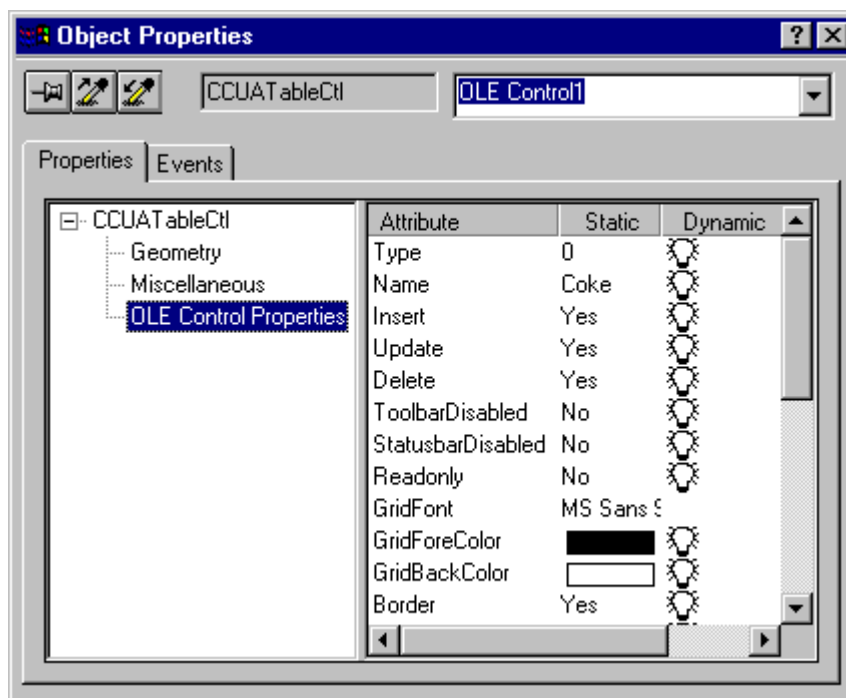 Object Properties
CCUATableCtl OLE Control1
Properties Events
CCUATableCtl
Geometry
Miscellaneous
OLE Control Properties
Attribute Static Dynamic
Type 0
Name Coke
Insert Yes
Update Yes
Delete Yes
ToolbarDisabled No
StatusbarDisabled No
Readonly No
GridFont MS Sans S
GridForeColor
GridBackColor
Border Yes